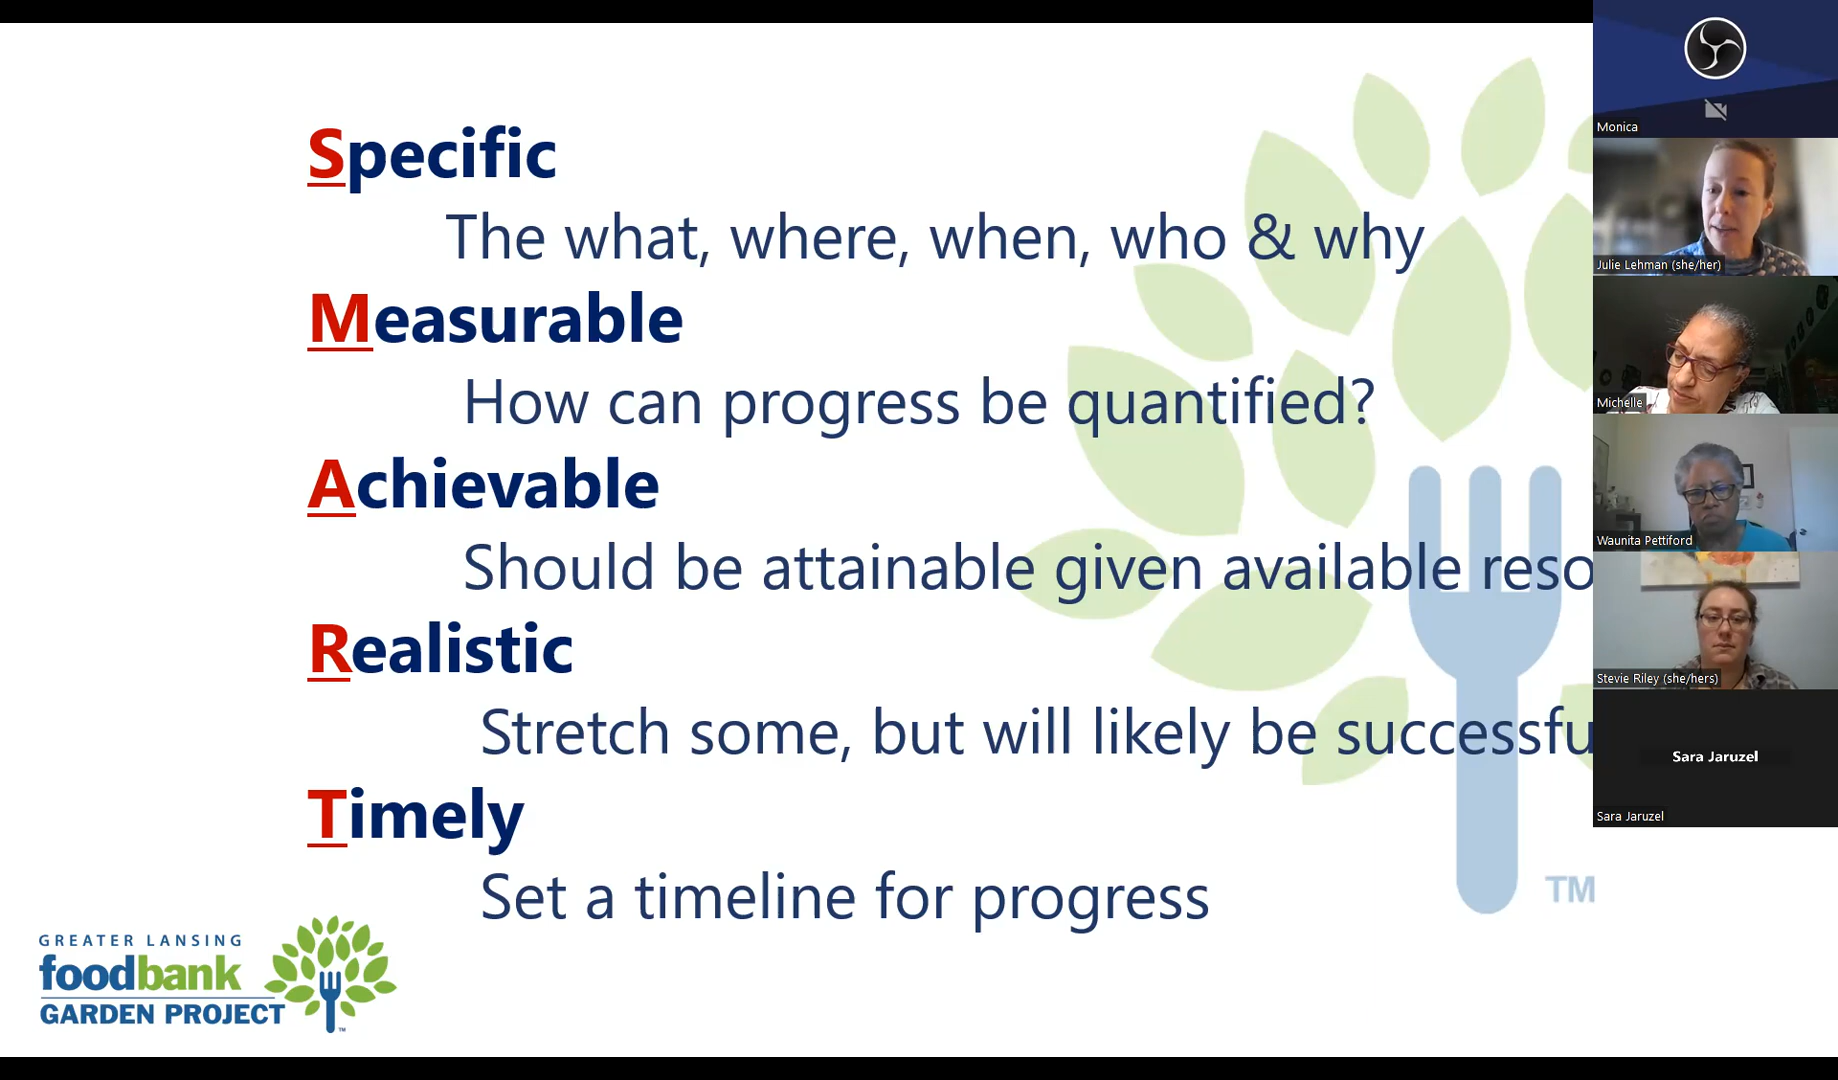 Specific
The what, where, when, who & why
Measurable
How can progress be quantified?
Achievable
Should be attainable given available reso
Realistic
Stretch some, but will likely be successfu
Timely
Set a timeline for progress
TM
GREATER LANSING
foodbank
GARDEN PROJECT
TM
Monica
Julie Lehman (she/her)
Michelle
Waunita Pettiford
Stevie Riley (she/hers)
Sara Jaruzel
Sara Jaruzel